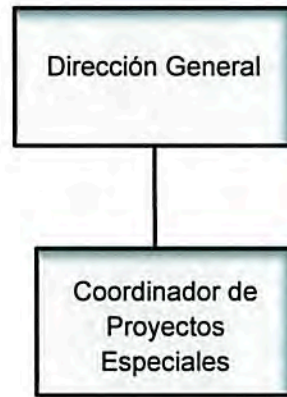 Dirección General
Coordinador de
Proyectos
Especiales